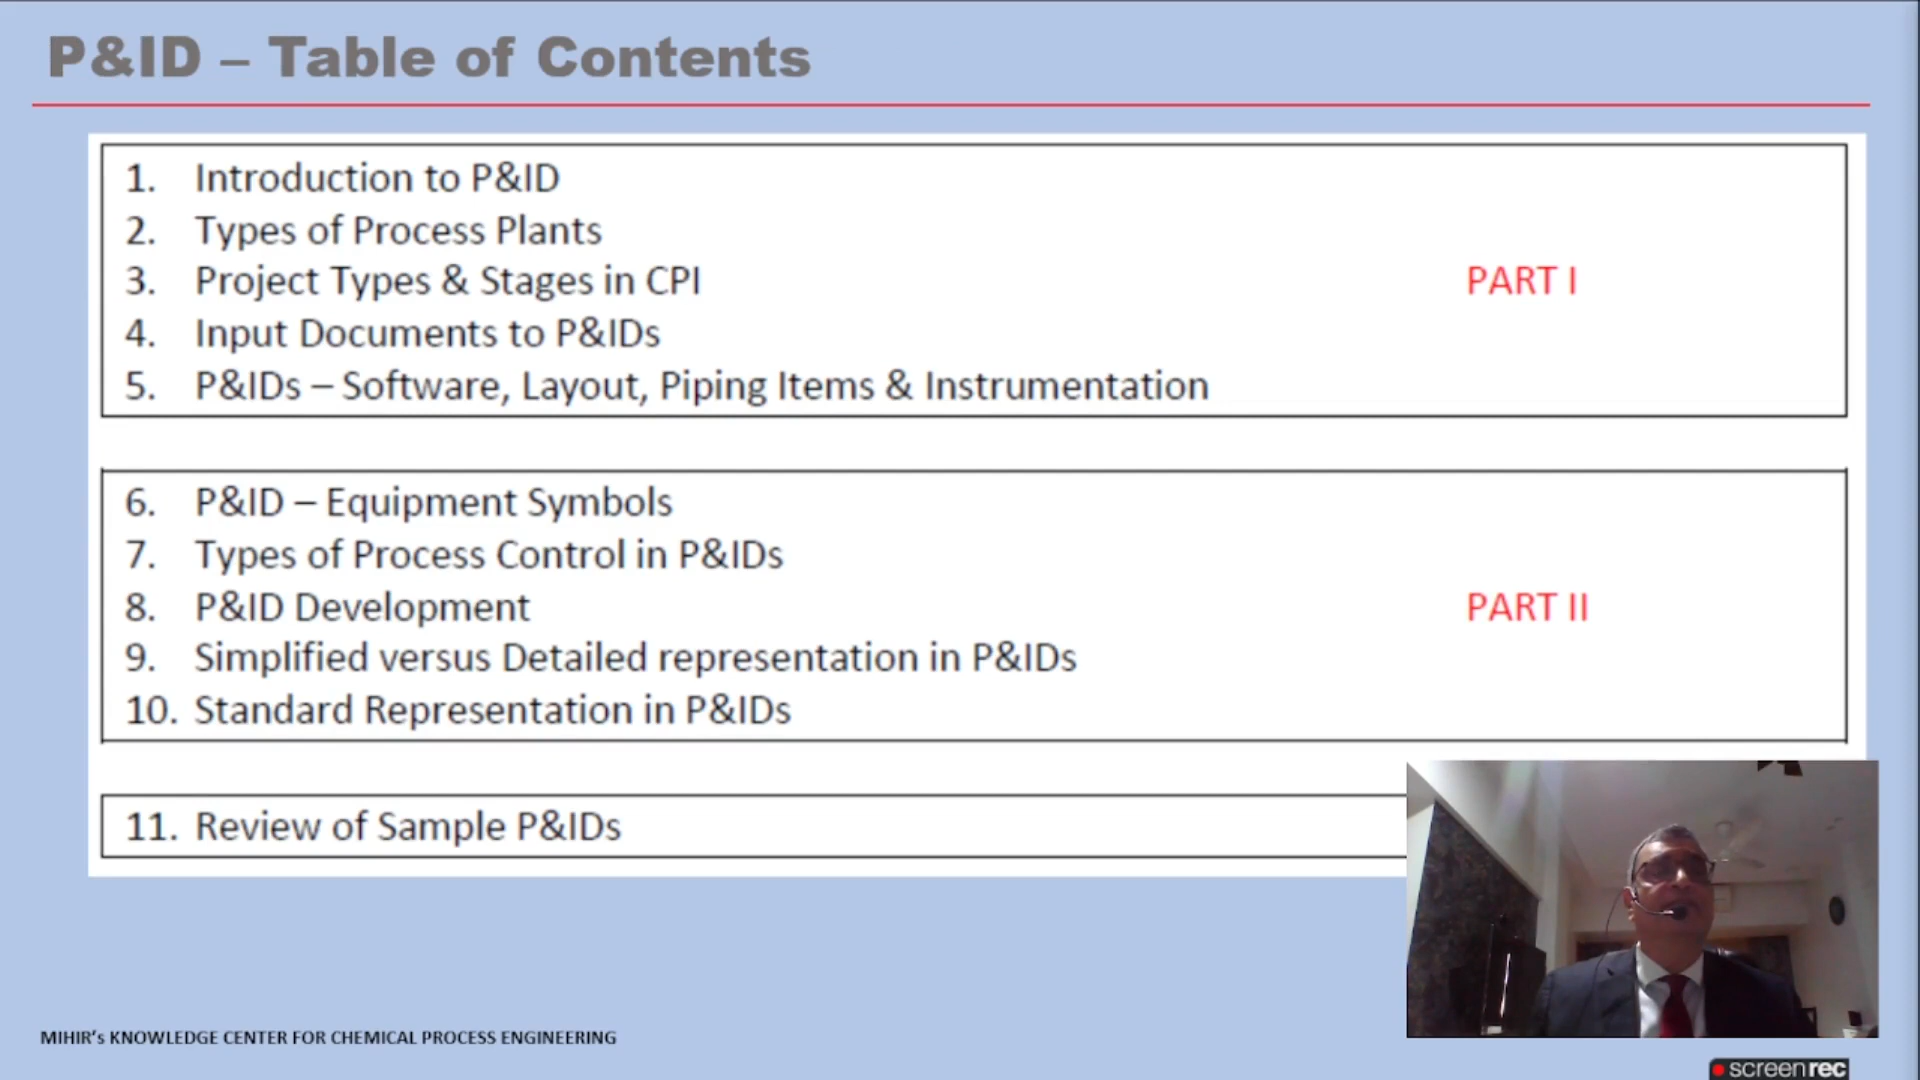 P&ID – Table of Contents
1. Introduction to P&ID
2. Types of Process Plants
3. Project Types & Stages in CPI
PART I
4. Input Documents to P&IDs
5. P&IDs – Software, Layout, Piping Items & Instrumentation
6. P&ID – Equipment Symbols
7. Types of Process Control in P&IDs
8. P&ID Development
PART II
9. Simplified versus Detailed representation in P&IDs
10. Standard Representation in P&IDs
11. Review of Sample P&IDs
MIHIR's KNOWLEDGE CENTER FOR CHEMICAL PROCESS ENGINEERING
screenrec